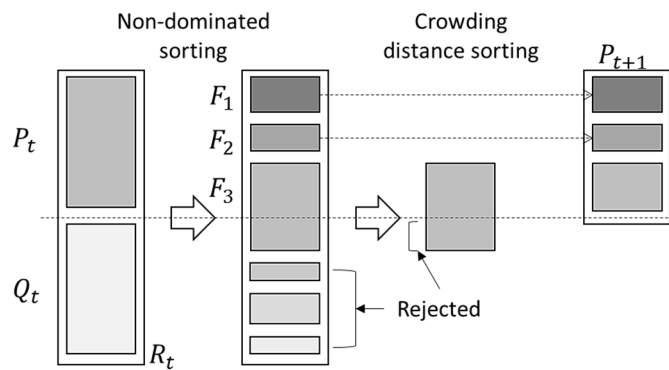 Non-dominated
sorting
Crowding
distance sorting
P_{t+1}
P_t
F_1
F_2
F_3
Q_t
R_t
Rejected